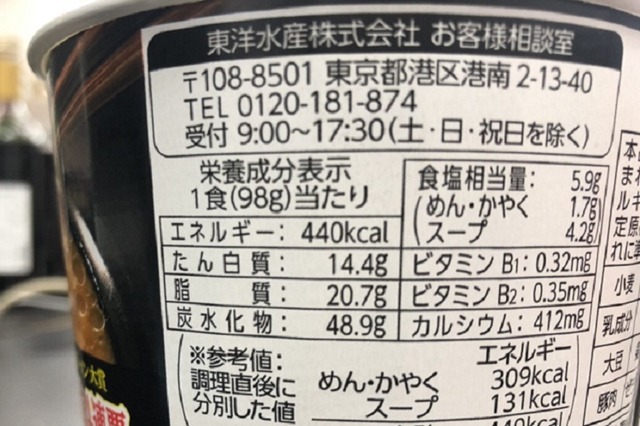 東洋水産株式会社 お客様相談室
〒108-8501 東京都港区港南2-13-40
TEL 0120-181-874
受付 9:00～17:30(土・日・祝日を除く)
栄養成分表示
1食(98g)当たり
エネルギー: 440kcal
たん白質: 14.4g
脂質: 20.7g
炭水化物: 48.9g
食塩相当量: 5.9g
(めん・かやく 1.7g
スープ 4.2g)
ビタミンB1: 0.32mg
ビタミンB2: 0.35mg
カルシウム: 412mg
※参考値:
調理直後に
分別した値
エネルギー
めん・かやく 309kcal
スープ 131kcal
440kcal
小麦
乳成分
大豆
豚肉